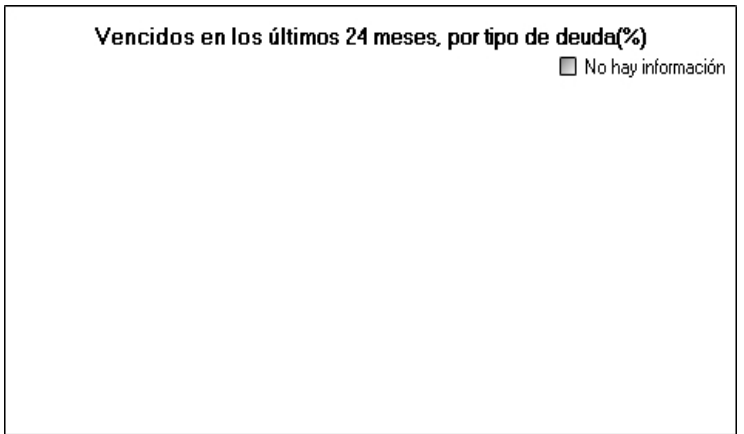 Vencidos en los últimos 24 meses, por tipo de deuda(%)
No hay información